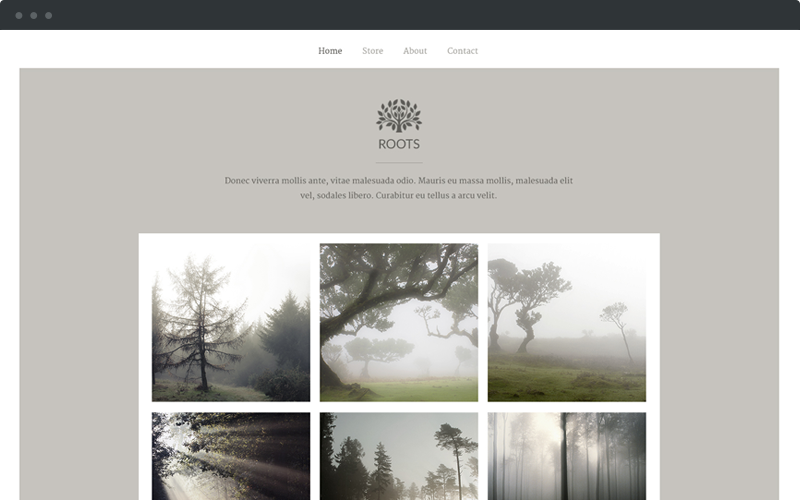 Home Store About Contact
ROOTS
Donec viverra mollis ante, vitae malesuada odio. Mauris eu massa mollis, malesuada elit
vel, sodales libero. Curabitur eu tellus a arcu velit.